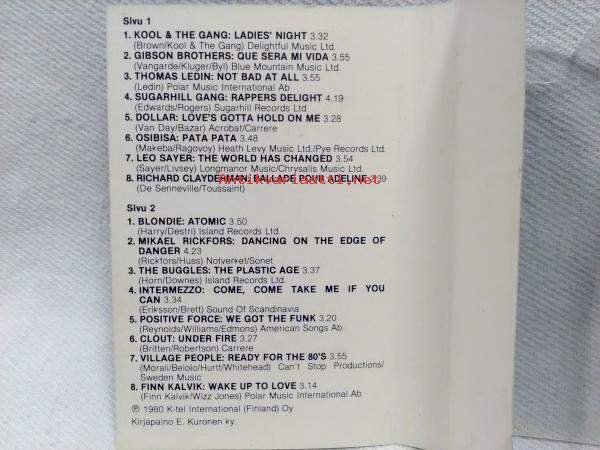 Sivu 1
1. KOOL & THE GANG: LADIES' NIGHT 3.32
(Brown/Kool & The Gang) Delightful Music Ltd.
2. GIBSON BROTHERS: QUE SERA MI VIDA 3.55
(Vangarde/Kluger/Byl) Blue Mountain Music Ltd.
3. THOMAS LEDIN: NOT BAD AT ALL 3.55
(Ledin) Polar Music International Ab
4. SUGARHILL GANG: RAPPERS DELIGHT 4.19
(Edwards/Rogers) Sugarhill Records Ltd
5. DOLLAR: LOVE'S GOTTA HOLD ON ME 3.28
(Van Day/Bazar) Acrobat/Carrere
6. OSIBISA: PATA PATA 3.48
(Makeba/Ragovoy) Heath Levy Music Ltd./Pye Records Ltd.
7. LEO SAYER: THE WORLD HAS CHANGED 3.54
(Sayer/Livsey) Longmanor Music/Chrysalis Music Ltd.
8. RICHARD CLAYDERMAN: BALLADE POUR ADELINE 3.39
Antikvariaatti.net
(De Senneville/Toussaint)
Sivu 2
1. BLONDIE: ATOMIC 3.50
(Harry/Destri) Island Records Ltd.
2. MIKAEL RICKFORS: DANCING ON THE EDGE OF
DANGER 4.23
(Rickfors/Huss) Notverket/Sonet
3. THE BUGGLES: THE PLASTIC AGE 3.37
(Horn/Downes) Island Records Ltd.
4. INTERMEZZO: COME, COME TAKE ME IF YOU
CAN 3.34
(Eriksson/Brett) Sound Of Scandinavia
5. POSITIVE FORCE: WE GOT THE FUNK 3.20
(Reynolds/Williams/Edmons) American Songs Ab
6. CLOUT: UNDER FIRE 3.27
(Britten/Robertson) Carrere
7. VILLAGE PEOPLE: READY FOR THE 80'S 3.55
(Morali/Belolo/Hurtt/Whitehead) Can't Stop Productions/
Sweden Music
8. FINN KALVIK: WAKE UP TO LOVE 3.14
(Finn Kalvik/Wizz Jones) Polar Music International Ab
Ⓟ 1980 K-tel International (Finland) Oy
Kirjapaino E. Kuronen ky.